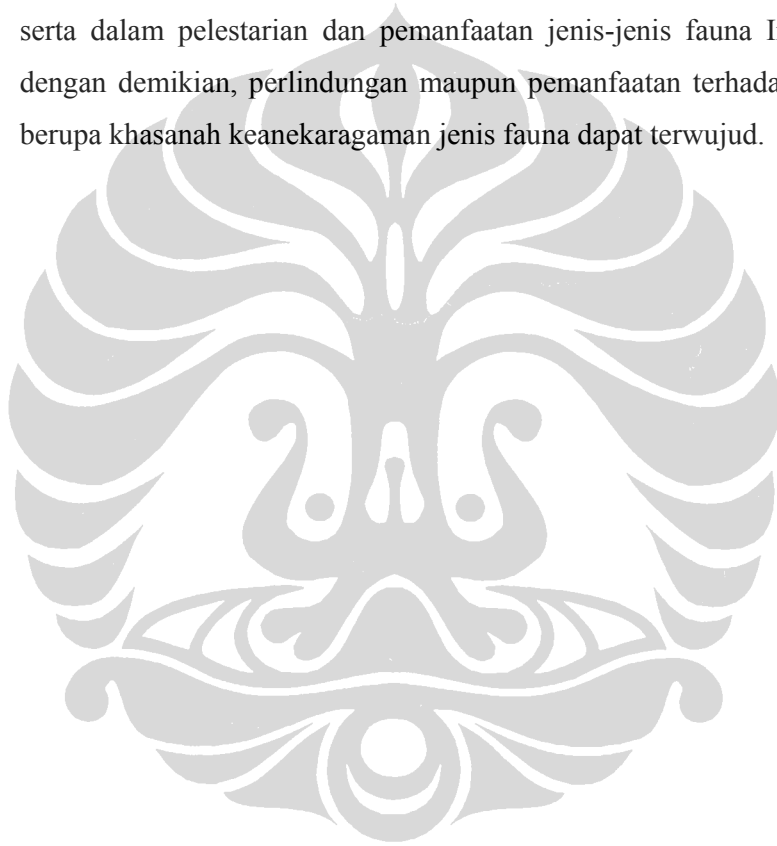 serta dalam pelestarian dan pemanfaatan jenis-jenis fauna
dengan demikian, perlindungan maupun pemanfaatan
berupa khasanah keanekaragaman jenis fauna dapat terwujud.